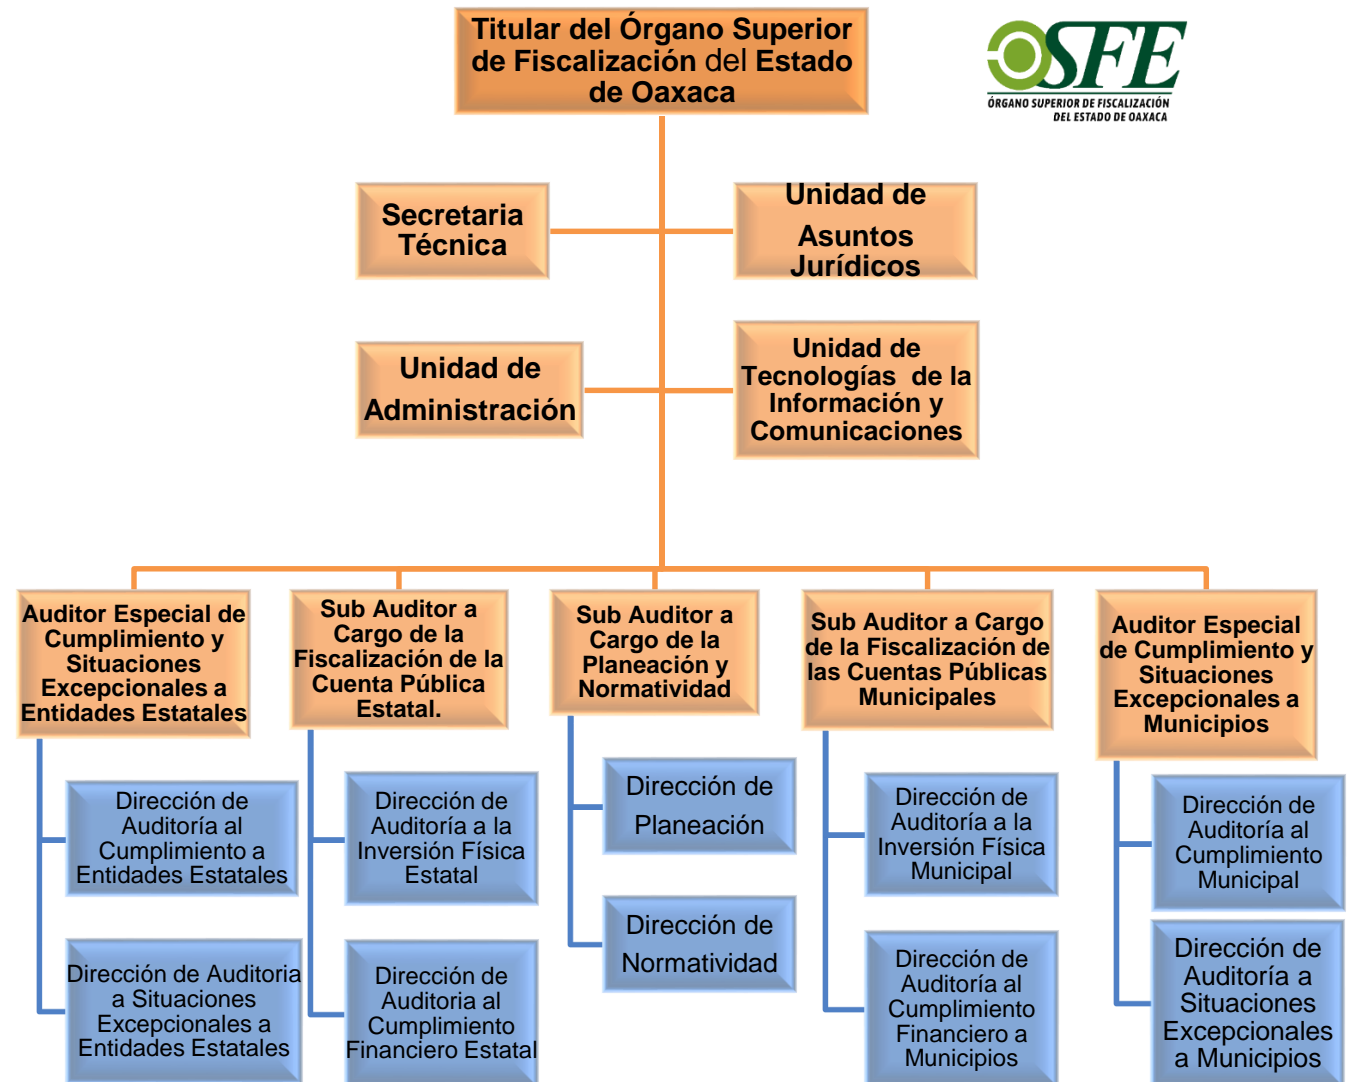 Titular del Órgano Superior
de Fiscalización del Estado
de Oaxaca
OSFE
ÓRGANO SUPERIOR DE FISCALIZACIÓN
DEL ESTADO DE OAXACA
Secretaria
Técnica
Unidad de
Asuntos
Jurídicos
Unidad de
Administración
Unidad de
Tecnologías de la
Información y
Comunicaciones
Auditor Especial de
Cumplimiento y
Situaciones
Excepcionales a
Entidades Estatales
Sub Auditor a
Cargo de la
Fiscalización de la
Cuenta Pública
Estatal.
Sub Auditor a
Cargo de la
Planeación y
Normatividad
Sub Auditor a Cargo
de la Fiscalización de
las Cuentas Públicas
Municipales
Auditor Especial
de Cumplimiento y
Situaciones
Excepcionales a
Municipios
Dirección de
Auditoría al
Cumplimiento a
Entidades Estatales
Dirección de
Auditoría a la
Inversión Física
Estatal
Dirección de
Planeación
Dirección de
Auditoría a la
Inversión Física
Municipal
Dirección de
Auditoría al
Cumplimiento
Municipal
Dirección de Auditoria
a Situaciones
Excepcionales a
Entidades Estatales
Dirección de
Auditoria al
Cumplimiento
Financiero Estatal
Dirección de
Normatividad
Dirección de
Auditoría al
Cumplimiento
Financiero a
Municipios
Dirección de
Auditoría a
Situaciones
Excepcionales
a Municipios